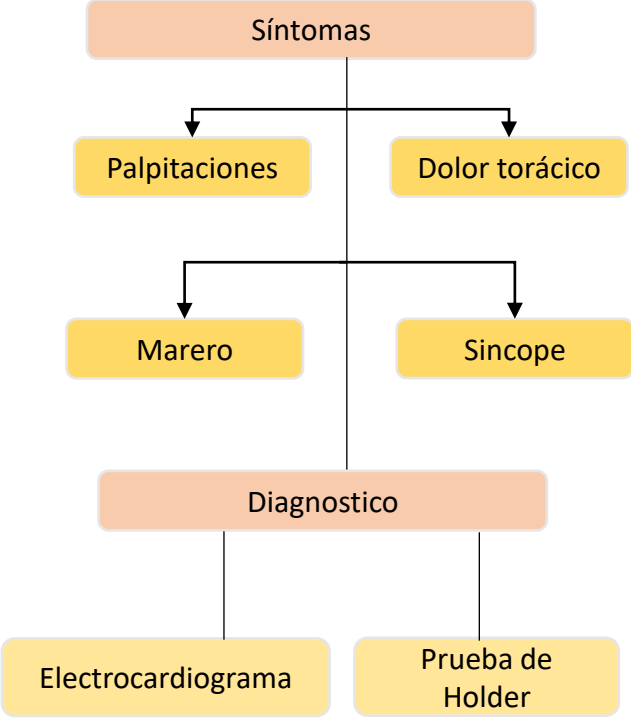 Síntomas
Palpitaciones
Dolor torácico
Marero
Sincope
Diagnostico
Electrocardiograma
Prueba de
Holder